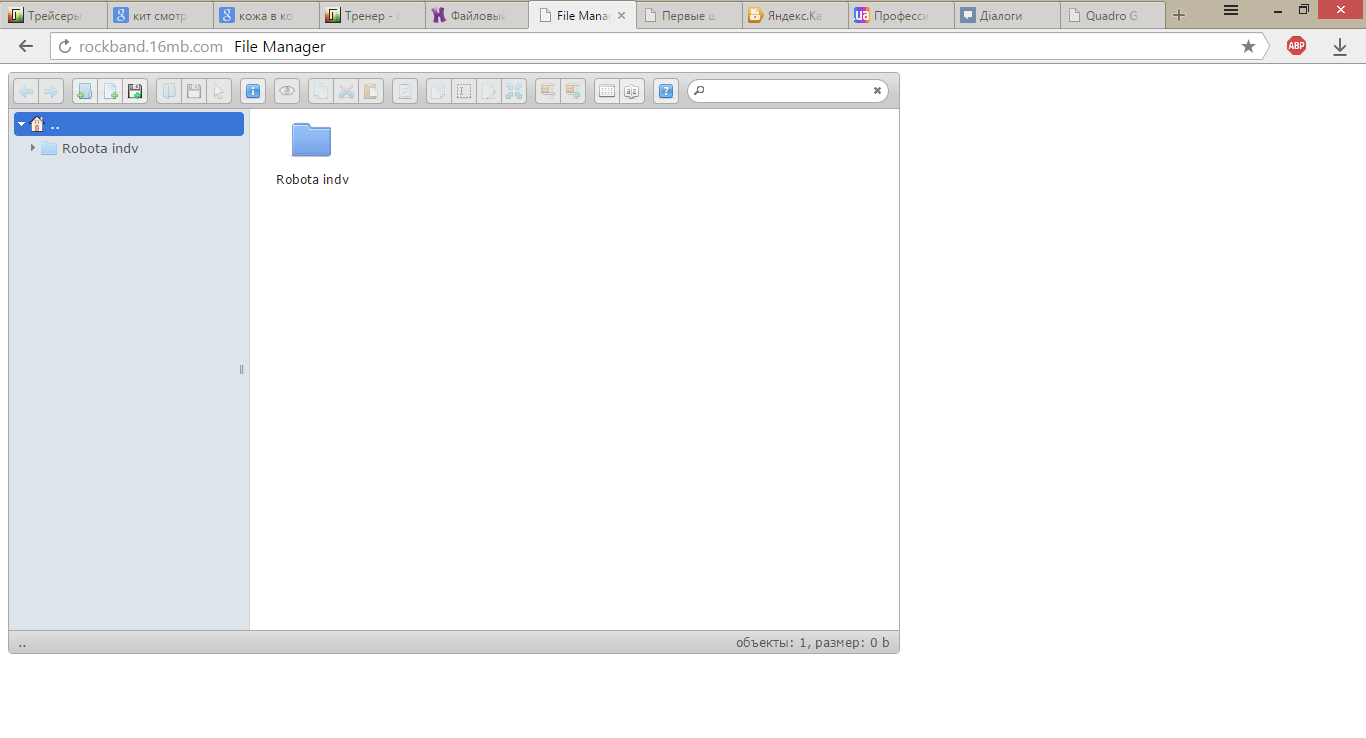 Трейсеры
кит смотр
кожа в ко
Тренер -
Файловый
File Mana
Первые ш
Яндекс.Ка
Професси
Діалоги
Quadro G
rockband.16mb.com File Manager
ABP
..
Robota indv
Robota indv
..
объекты: 1, размер: 0 b